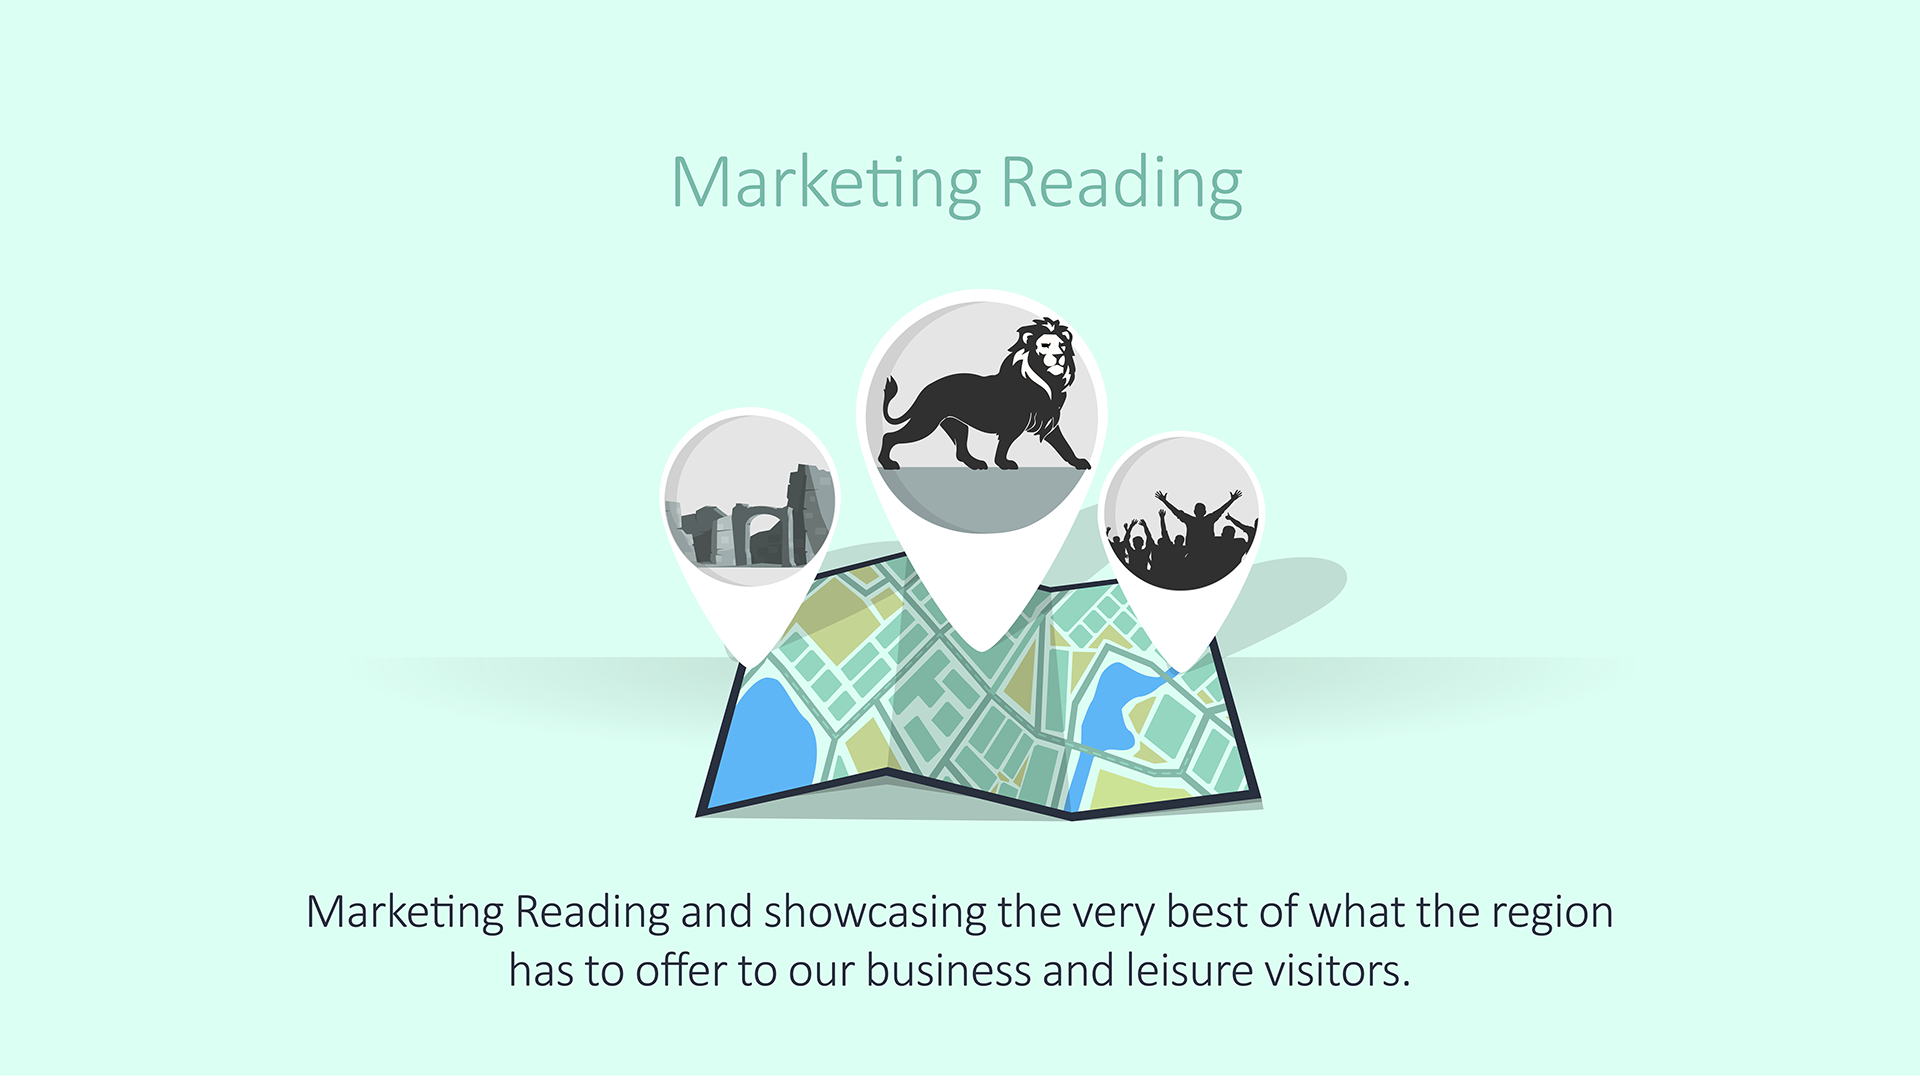 Marketing Reading
Marketing Reading and showcasing the very best of what the region
has to offer to our business and leisure visitors.